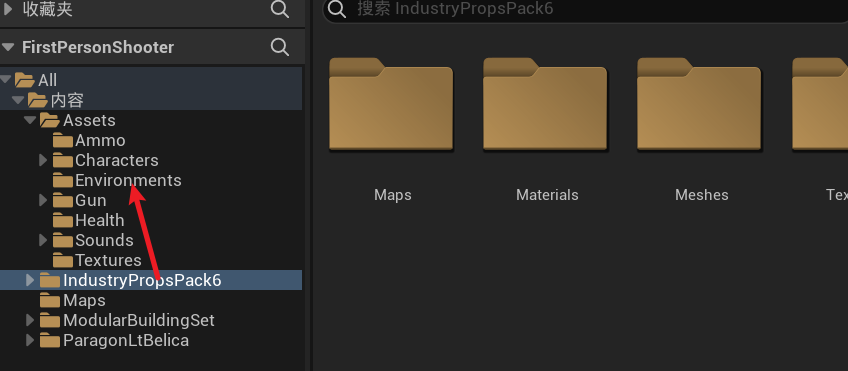 收藏夹
FirstPersonShooter
All
内容
Assets
Ammo
Characters
Environments
Gun
Health
Sounds
Textures
IndustryPropsPack6
Maps
ModularBuildingSet
ParagonLtBelica
搜索 IndustryPropsPack6
Maps
Materials
Meshes
Tex